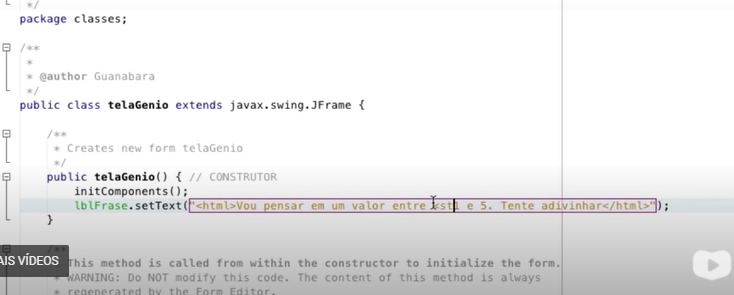 */
package classes;
/**
*
* @author Guanabara
*/
public class telaGenio extends javax.swing.JFrame {
/**
* Creates new form telaGenio
*/
public telaGenio() { // CONSTRUTOR
initComponents();
lblFrase.setText("<html>Vou pensar em um valor entre <st1 e 5. Tente adivinhar</html>");
}
/**
AIS VÍDEOS
* This method is called from within the constructor to initialize the form.
* WARNING: Do NOT modify this code. The content of this method is always
* regenerated by the Form Editor.